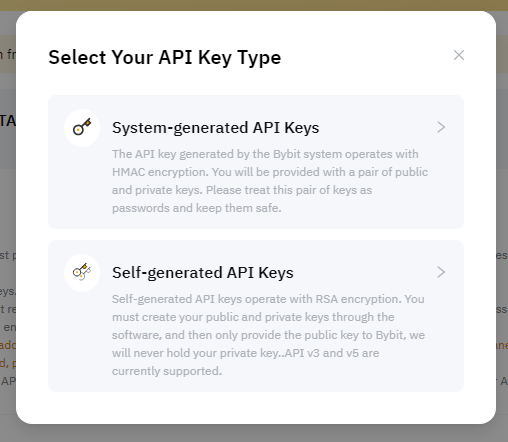 Select Your API Key Type
System-generated API Keys
The API key generated by the Bybit system operates with
HMAC encryption. You will be provided with a pair of public
and private keys. Please treat this pair of keys as
passwords and keep them safe.
Self-generated API Keys
Self-generated API keys operate with RSA encryption. You
must create your public and private keys through the
software, and then only provide the public key to Bybit, we
will never hold your private key..API v3 and v5 are
currently supported.